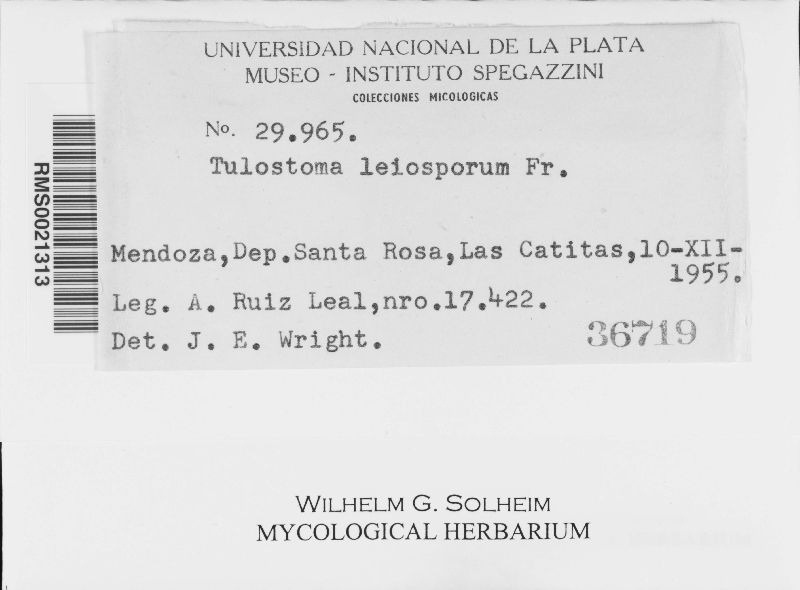 UNIVERSIDAD NACIONAL DE LA PLATA
MUSEO - INSTITUTO SPEGAZZINI
COLECCIONES MICOLOGICAS
No. 29.965.
Tulostoma leiosporum Fr.
Mendoza,Dep.Santa Rosa,Las Catitas,10-XII-
1955.
Leg. A. Ruiz Leal,nro.17.422.
Det. J. E. Wright.
36719
RMS0021313
WILHELM G. SOLHEIM
MYCOLOGICAL HERBARIUM